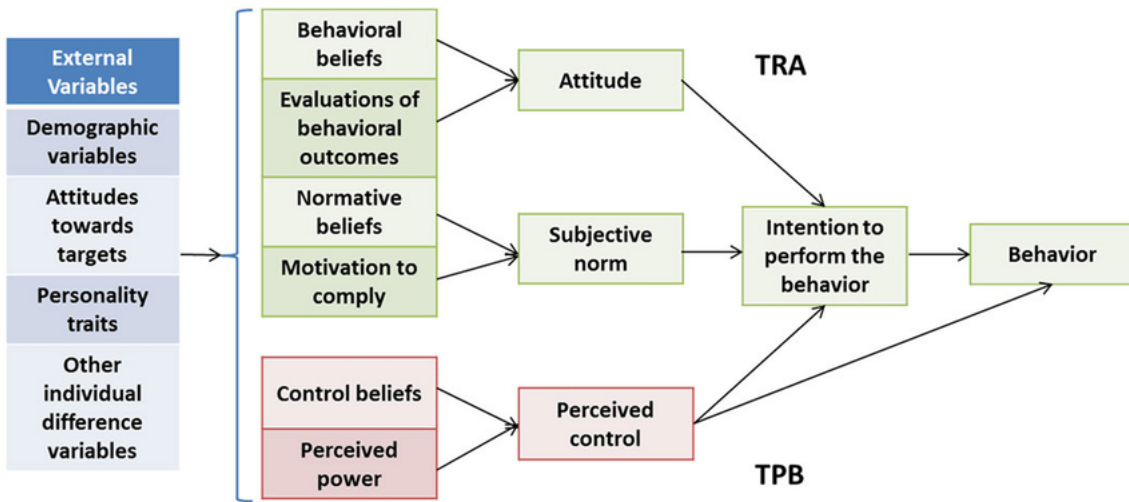 External
Variables
Demographic
variables
Attitudes
towards
targets
Personality
traits
Other
individual
difference
variables
Behavioral
beliefs
Evaluations of
behavioral
outcomes
Normative
beliefs
Motivation to
comply
Control beliefs
Perceived
power
Attitude
Subjective
norm
Perceived
control
TRA
Intention to
perform the
behavior
Behavior
TPB